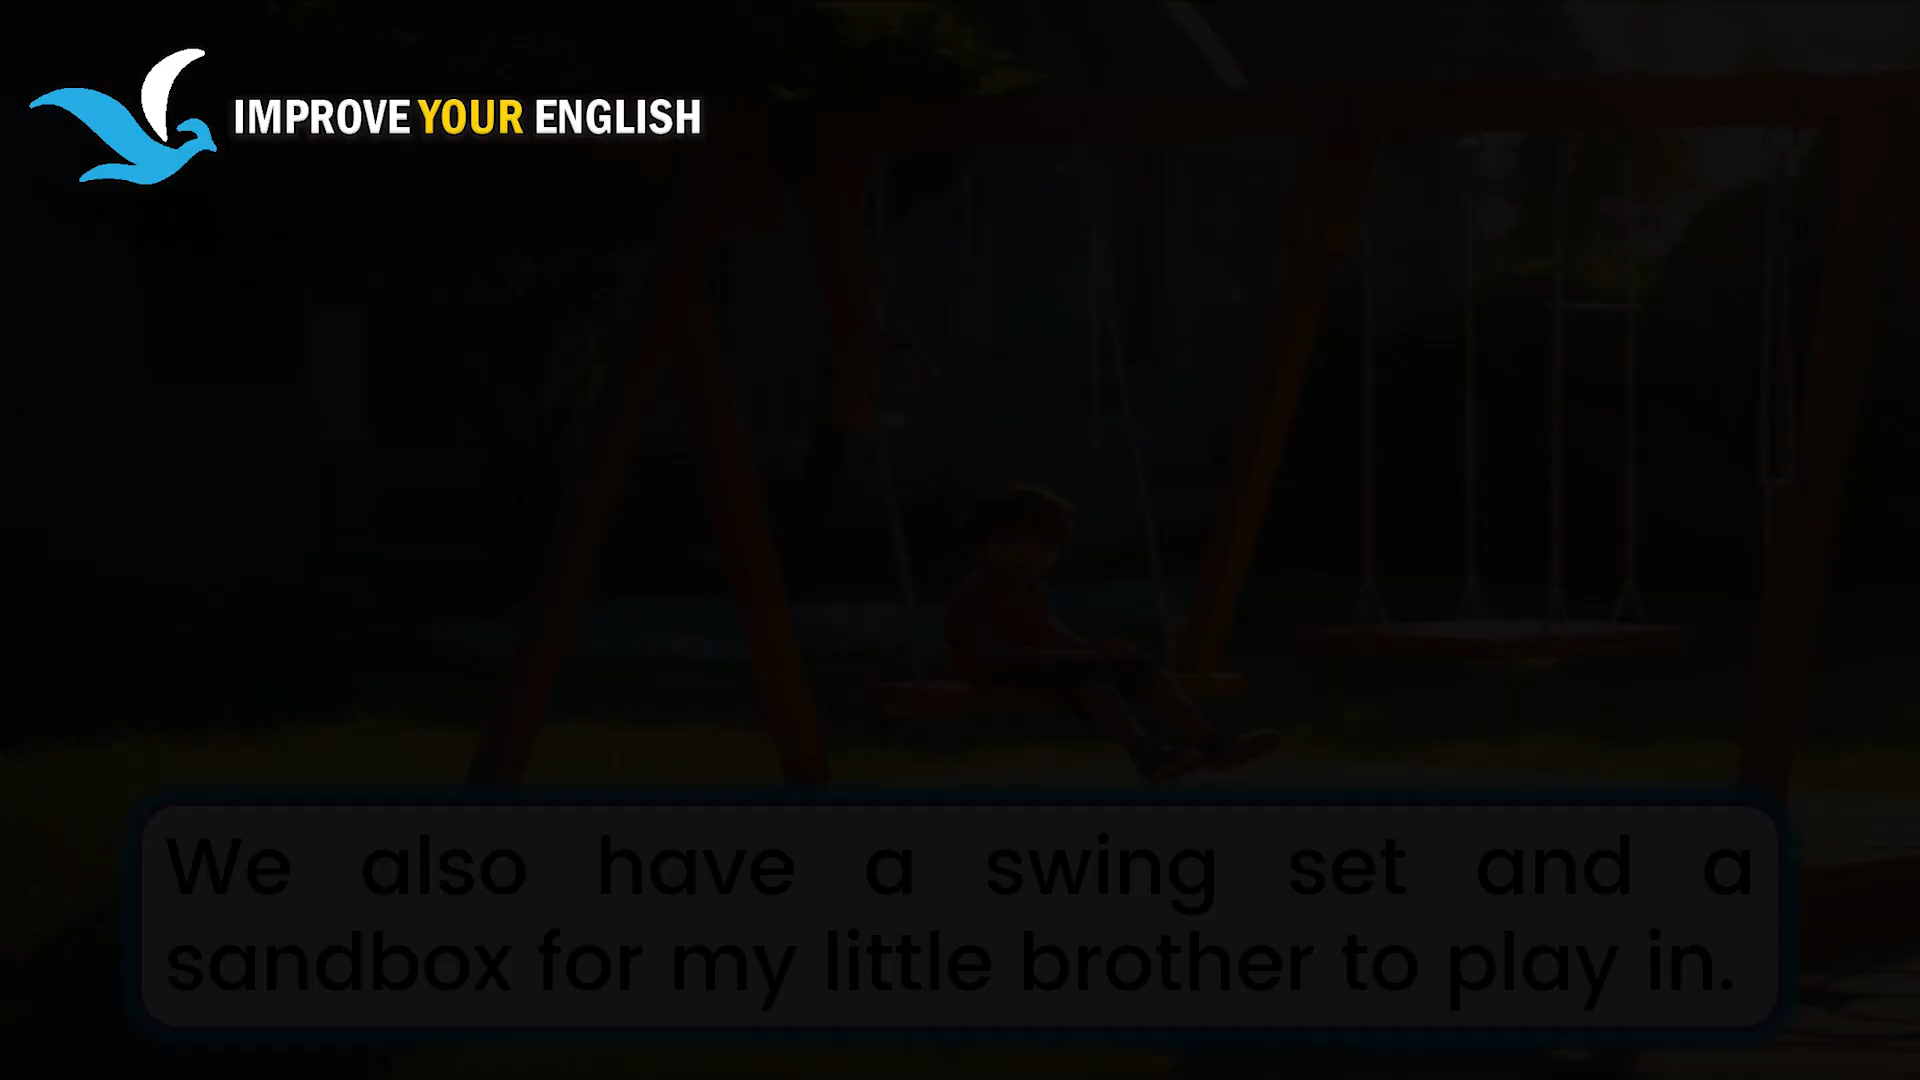 IMPROVE YOUR ENGLISH
We also have a swing set and a
sandbox for my little brother to play in.